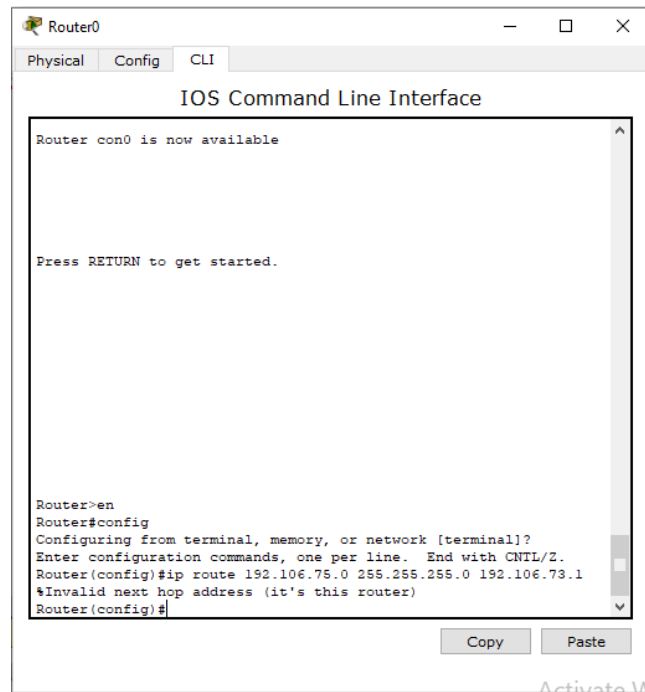 Router0
Physical Config CLI
IOS Command Line Interface
Router con0 is now available
Press RETURN to get started.
Router>en
Router#config
Configuring from terminal, memory, or network [terminal]?
Enter configuration commands, one per line.  End with CNTL/Z.
Router(config)#ip route 192.106.75.0 255.255.255.0 192.106.73.1
%Invalid next hop address (it's this router)
Router(config)#
Copy Paste
Activate W